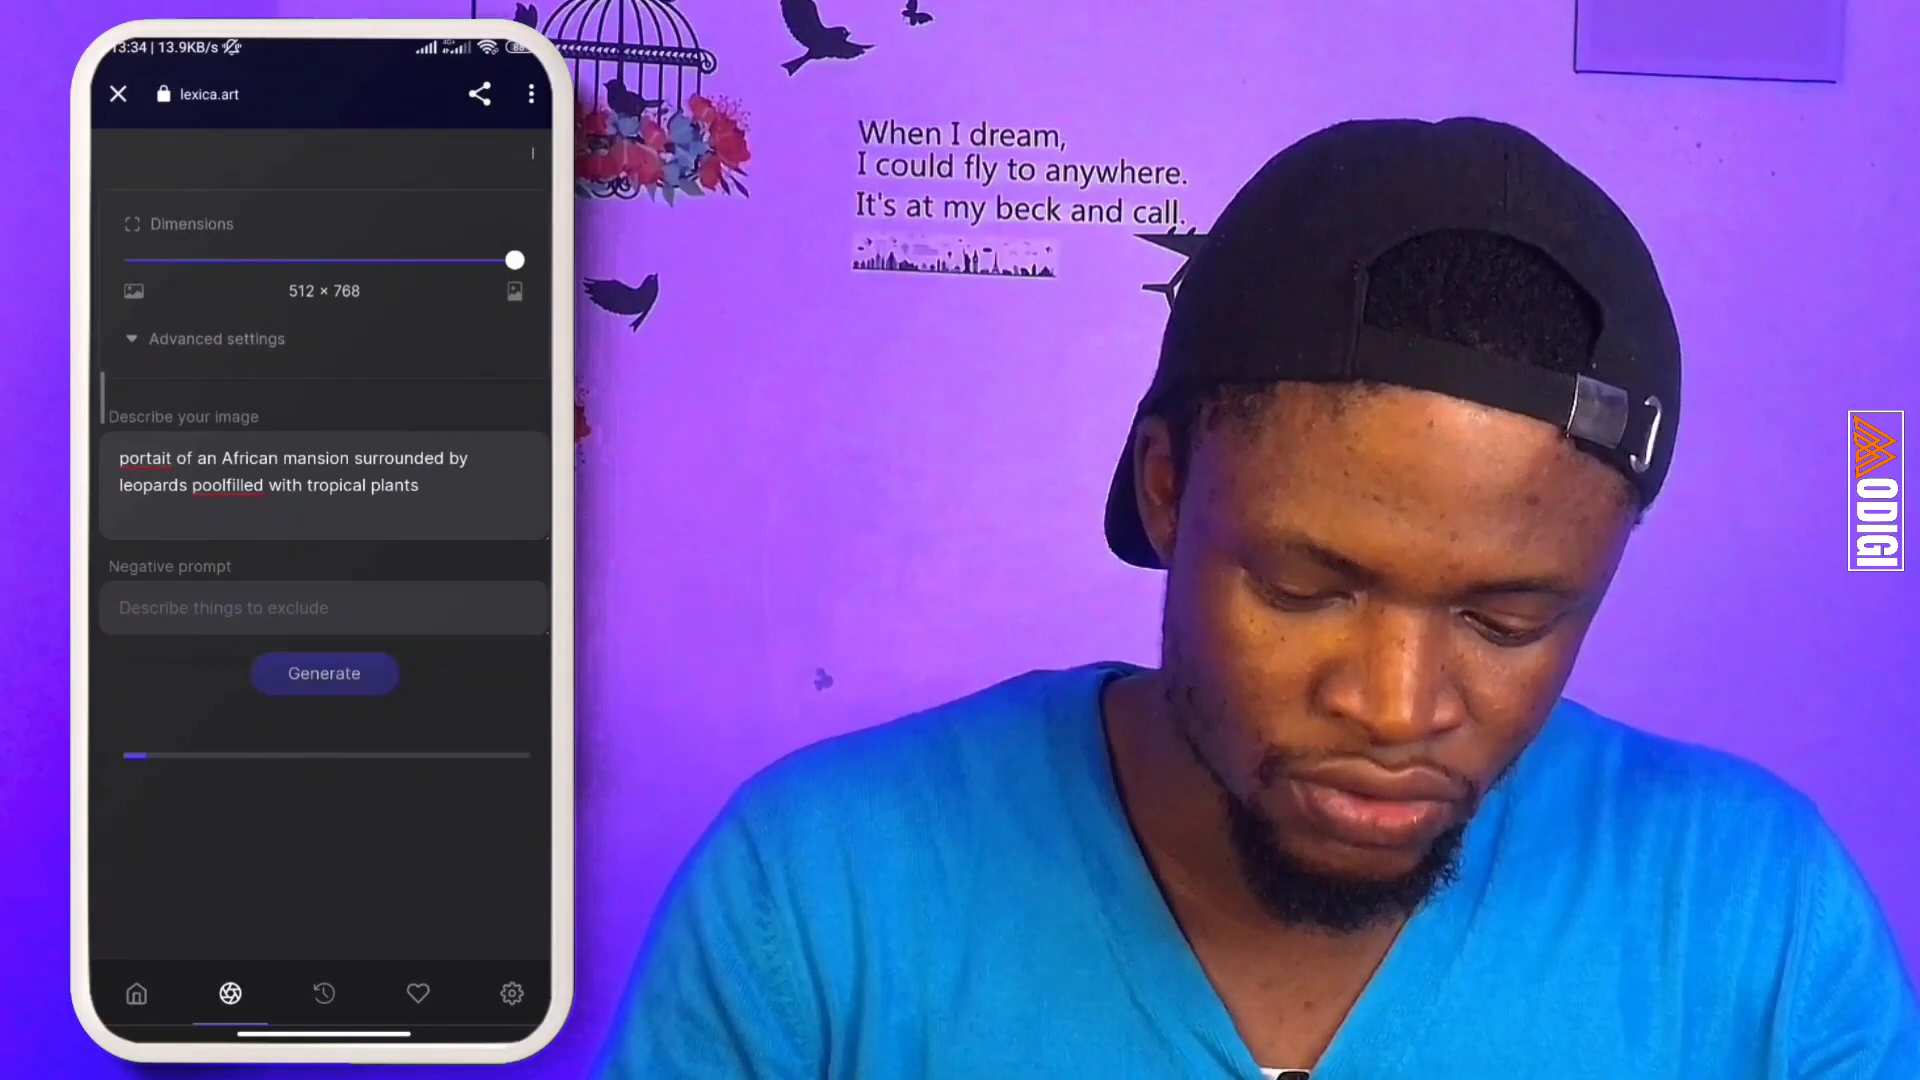 13:34 | 13.9KB/s
lexica.art
Dimensions
512 × 768
Advanced settings
Describe your image
portait of an African mansion surrounded by
leopards poolfilled with tropical plants
Negative prompt
Describe things to exclude
Generate
When I dream,
I could fly to anywhere.
It's at my beck and call.
ODIGI